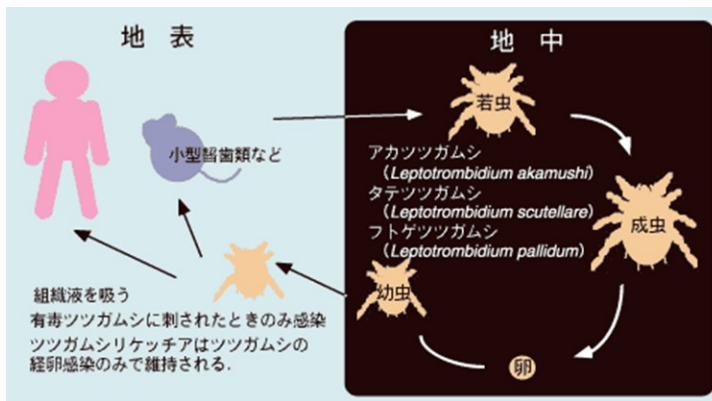 地 表
地 中
小型齧歯類など
若虫
アカツツガムシ
(Leptotrombidium akamushi)
タテツツガムシ
(Leptotrombidium scutellare)
フトゲツツガムシ
(Leptotrombidium pallidum)
成虫
幼虫
卵
組織液を吸う
有毒ツツガムシに刺されたときのみ感染
ツツガムシリケッチアはツツガムシの
経卵感染のみで維持される.